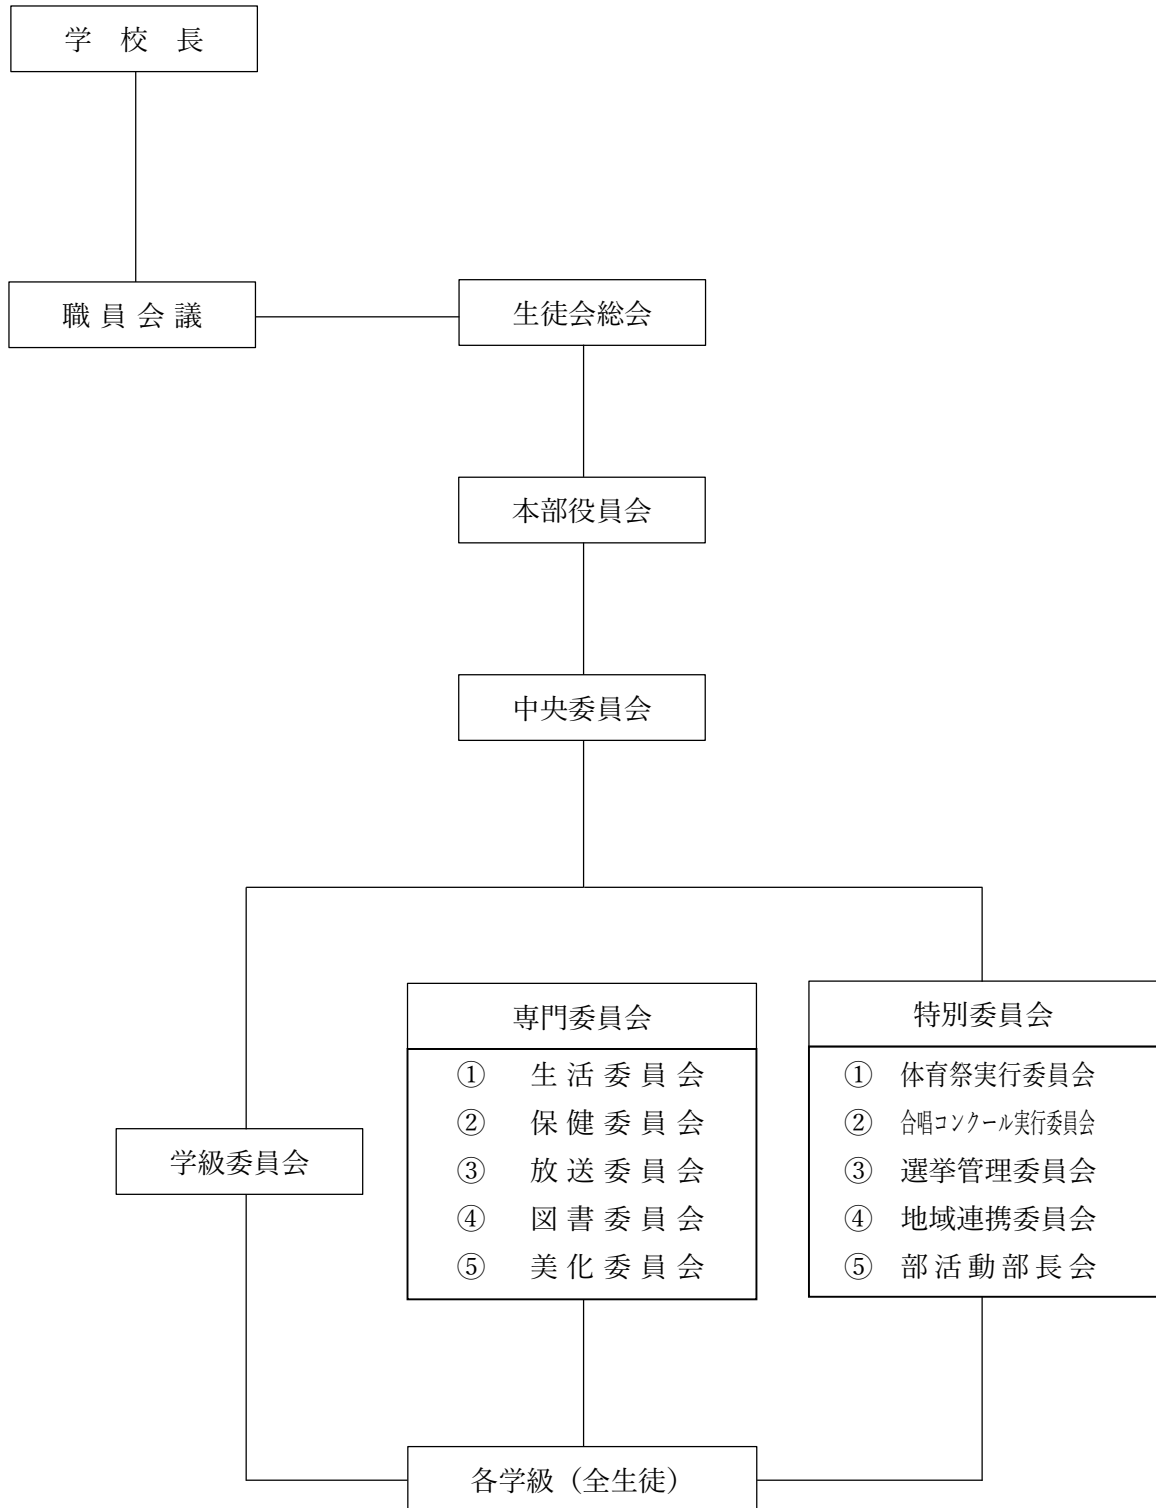 学校長
職員会議
生徒会総会
本部役員会
中央委員会
専門委員会
① 生活委員会
② 保健委員会
③ 放送委員会
④ 図書委員会
⑤ 美化委員会
特別委員会
① 体育祭実行委員会
② 合唱コンクール実行委員会
③ 選挙管理委員会
④ 地域連携委員会
⑤ 部活動部長会
学級委員会
各学級（全生徒）